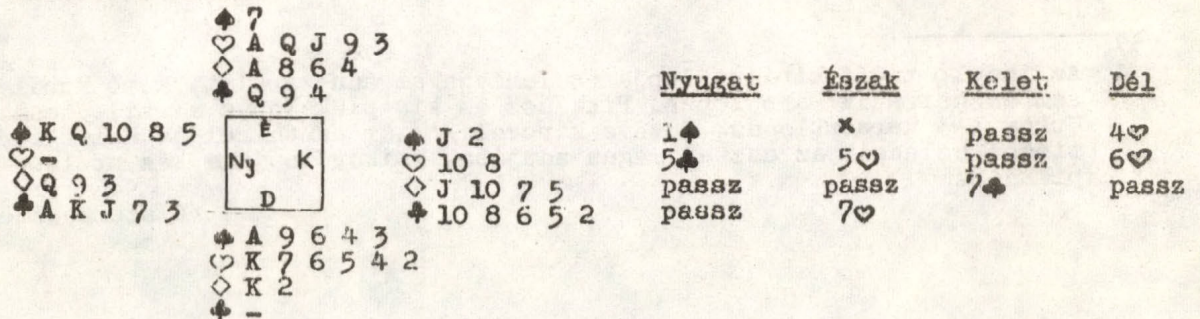 ♠ 7
♡ A Q J 9 3
◇ A 8 6 4
♣ Q 9 4
♠ K Q 10 8 5
♡ –
◇ Q 9 3
♣ A K J 7 3
É
Ny K
D
♠ J 2
♡ 10 8
◇ J 10 7 5
♣ 10 8 6 5 2
♠ A 9 6 4 3
♡ K 7 6 5 4 2
◇ K 2
♣ –
Nyugat Észak Kelet Dél
1♠ × passz 4♡
5♣ 5♡ passz 6♡
passz passz 7♣ passz
passz 7♡